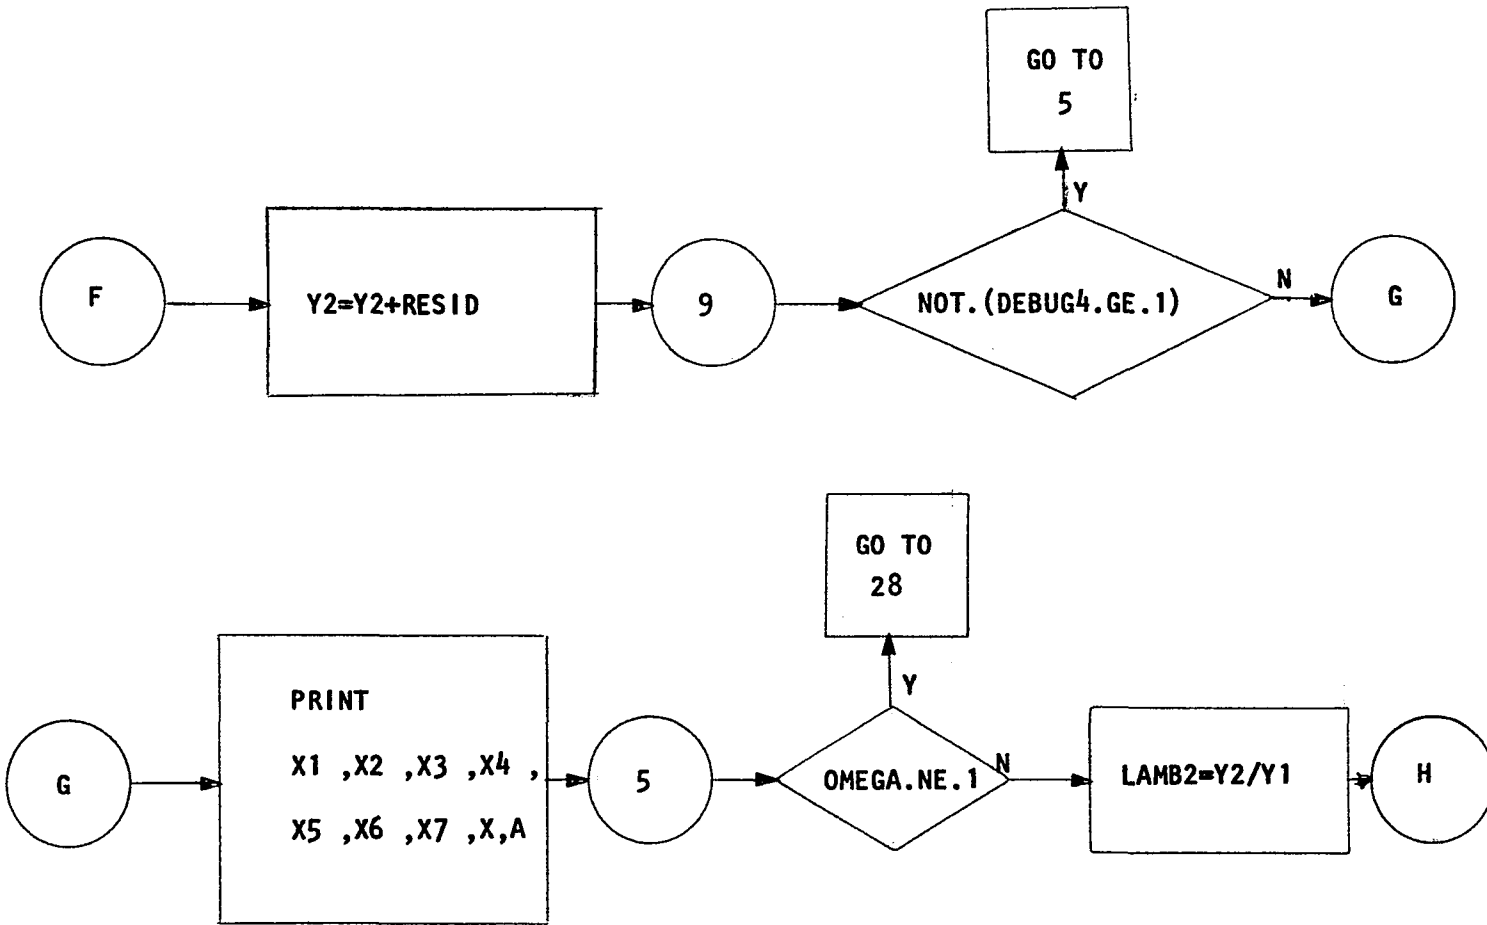 GO TO
5
Y
F
Y2=Y2+RESID
9
NOT.(DEBUG4.GE.1)
N
G
GO TO
28
Y
G
PRINT
X1 ,X2 ,X3 ,X4 ,
X5 ,X6 ,X7 ,X,A
5
OMEGA.NE.1
N
LAMB2=Y2/Y1
H